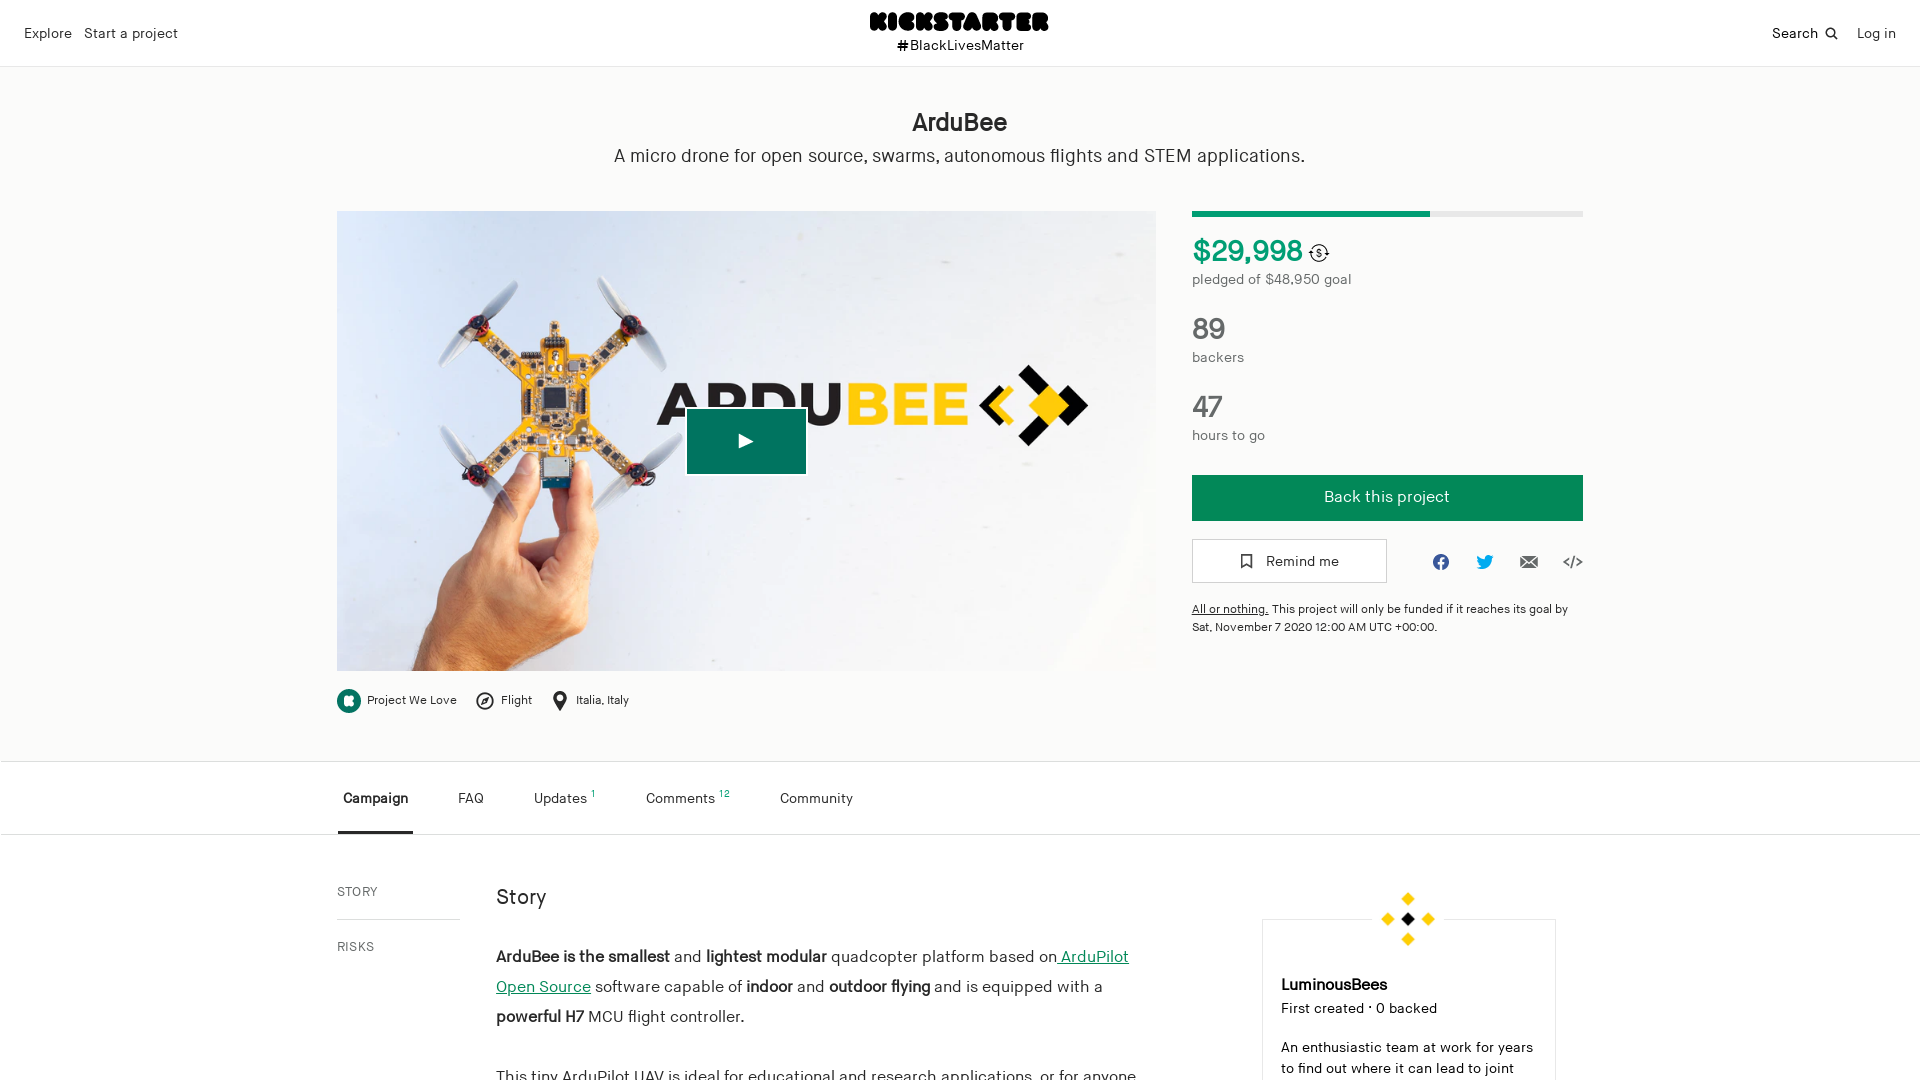 Explore
Start a project
KICKSTARTER
#BlackLivesMatter
Search
Log in
ArduBee
A micro drone for open source, swarms, autonomous flights and STEM applications.
ARDUBEE
$29,998
pledged of $48,950 goal
89
backers
47
hours to go
Back this project
Remind me
All or nothing. This project will only be funded if it reaches its goal by
Sat, November 7 2020 12:00 AM UTC +00:00.
Project We Love
Flight
Italia, Italy
Campaign
FAQ
Updates 1
Comments 12
Community
STORY
RISKS
Story
ArduBee is the smallest and lightest modular quadcopter platform based on ArduPilot
Open Source software capable of indoor and outdoor flying and is equipped with a
powerful H7 MCU flight controller.
This tiny ArduPilot UAV is ideal for educational and research applications, or for anyone
LuminousBees
First created · 0 backed
An enthusiastic team at work for years
to find out where it can lead to joint